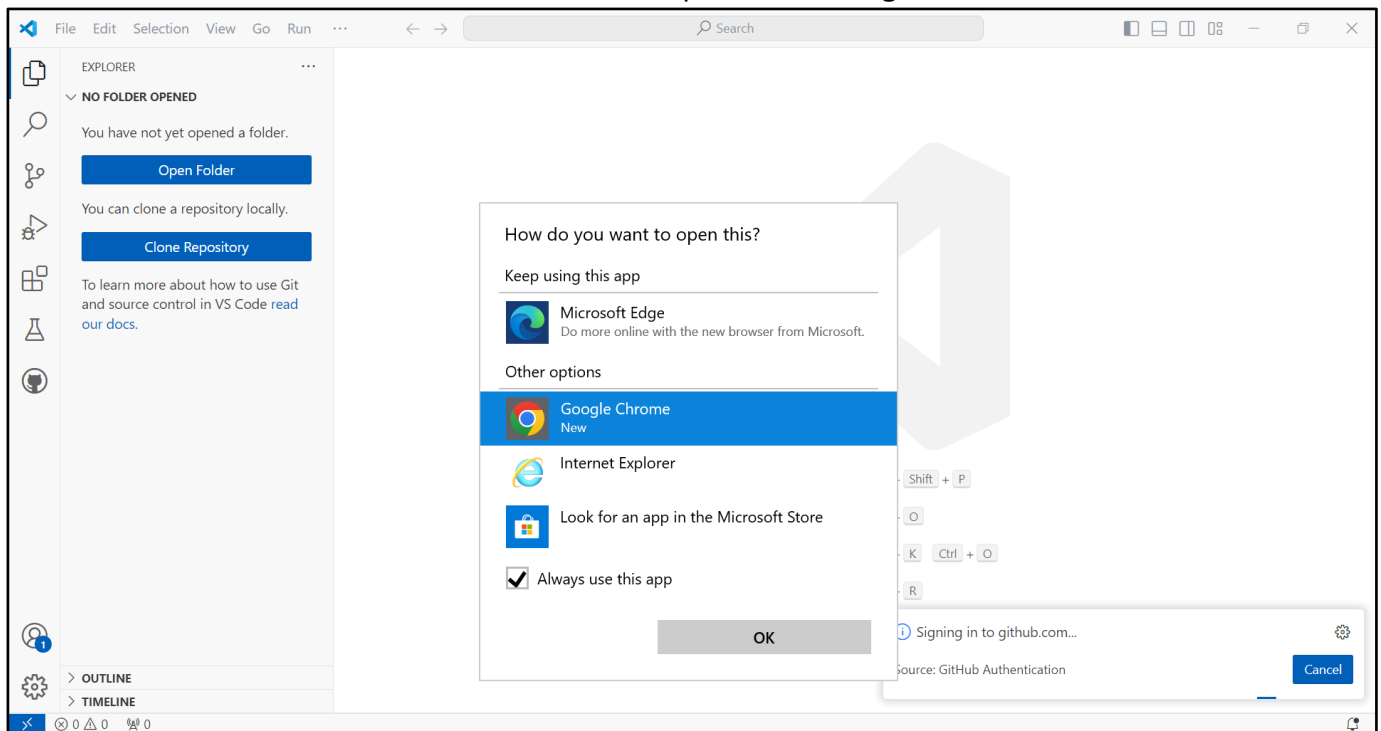 File Edit Selection View Go Run ··· ← → Search
EXPLORER ···
NO FOLDER OPENED
You have not yet opened a folder.
Open Folder
You can clone a repository locally.
Clone Repository
To learn more about how to use Git
and source control in VS Code read
our docs.
OUTLINE
TIMELINE
How do you want to open this?
Keep using this app
Microsoft Edge
Do more online with the new browser from Microsoft.
Other options
Google Chrome
New
Internet Explorer
Look for an app in the Microsoft Store
Always use this app
OK
Shift + P
O
K Ctrl + O
R
Signing in to github.com...
Source: GitHub Authentication
Cancel
1
0 0 0